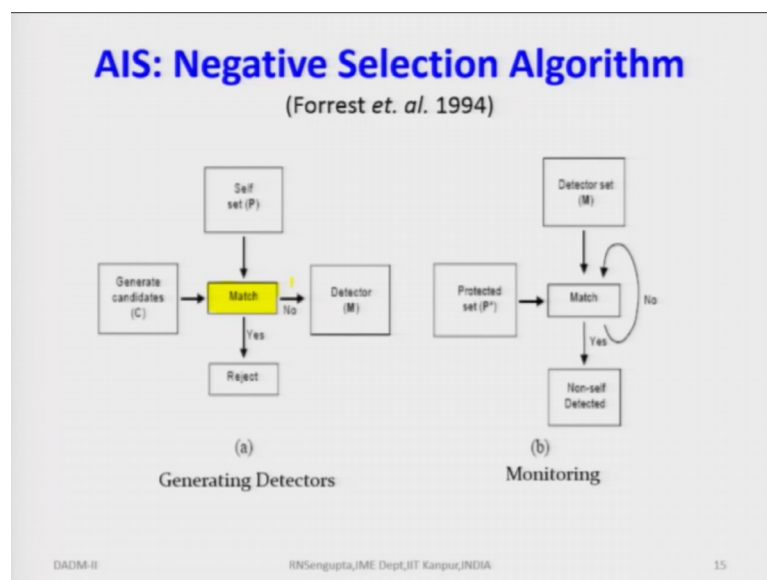 AIS: Negative Selection Algorithm
(Forrest et. al. 1994)
Self
set (P)
Generate
candidates
(C)
Match
No
Detector
(M)
Yes
Reject
(a)
Generating Detectors
Detector set
(M)
Protected
set (P*)
Match
No
Yes
Non-self
Detected
(b)
Monitoring
DADM-II
RNSengupta,IME Dept,IIT Kanpur,INDIA
15